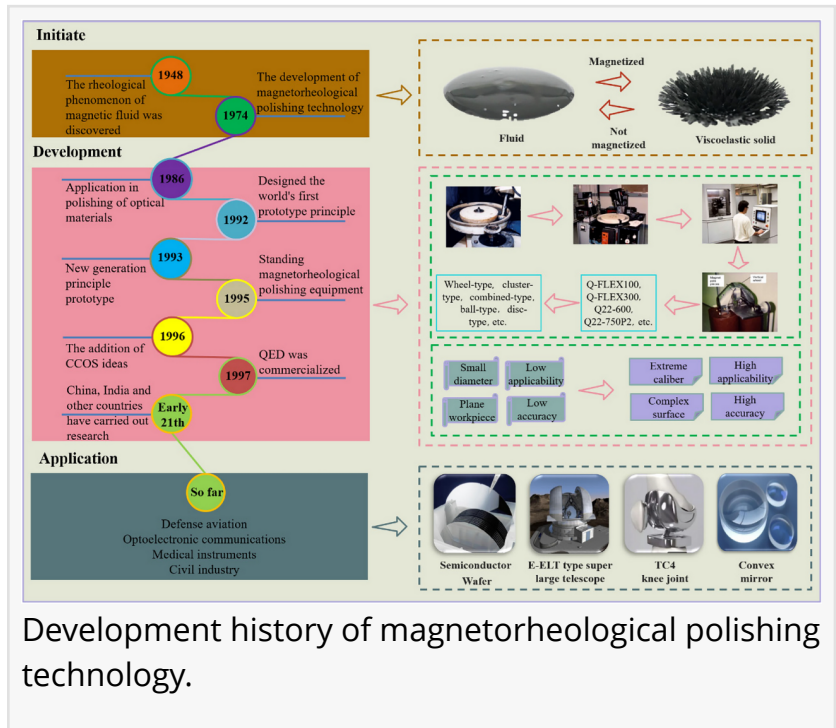 Initiate
1948
The rheological
phenomenon of
magnetic fluid was
discovered
The development of
magnetorheological
polishing technology
1974
Magnetized
Not
magnetized
Fluid
Viscoelastic solid
Development
1986
Application in
polishing of optical
materials
Designed the
world's first
prototype principle
1992
1993
New generation
principle
prototype
Standing
magnetorheological
polishing equipment
1995
1996
The addition of
CCOS ideas
QED was
commercialized
1997
China, India and
other countries
have carried out
research
Early
21th
Wheel-type, cluster-
type, combined-type,
ball-type, disc-
type, etc.
Q-FLEX100,
Q-FLEX300,
Q22-600,
Q22-750P2, etc.
Small
diameter
Low
applicability
Plane
workpiece
Low
accuracy
Extreme
caliber
High
applicability
Complex
surface
High
accuracy
Application
So far
Defense aviation
Optoelectronic communications
Medical instruments
Civil industry
Semiconductor
Wafer
E-ELT type super
large telescope
TC4
knee joint
Convex
mirror
Development history of magnetorheological polishing
technology.